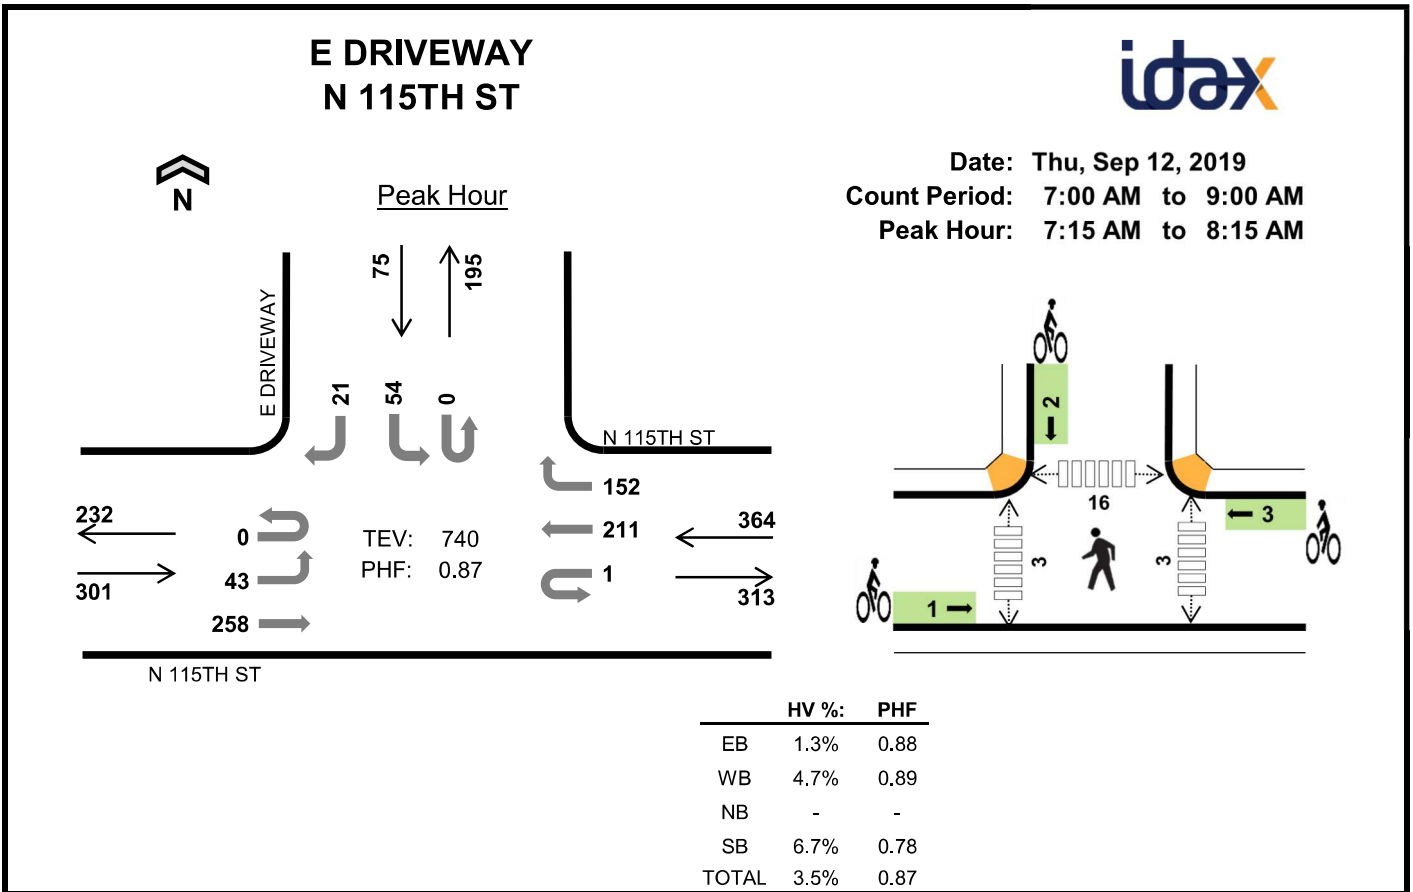 E DRIVEWAY
N 115TH ST
idax
Date: Thu, Sep 12, 2019
Count Period: 7:00 AM to 9:00 AM
Peak Hour: 7:15 AM to 8:15 AM
N
Peak Hour
75
195
E DRIVEWAY
21
54
0
N 115TH ST
152
232
0
TEV: 740
211
364
301
43
PHF: 0.87
1
313
258
N 115TH ST
2
16
3
3
3
1
HV %: PHF
EB 1.3% 0.88
WB 4.7% 0.89
NB - -
SB 6.7% 0.78
TOTAL 3.5% 0.87